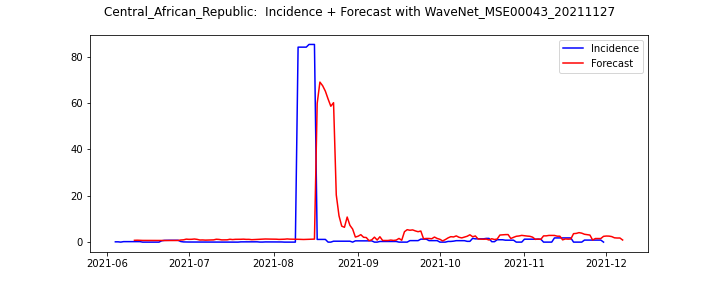 Central_African_Republic:  Incidence + Forecast with WaveNet_MSE00043_20211127
Incidence
Forecast
80
60
40
20
0
2021-06 2021-07 2021-08 2021-09 2021-10 2021-11 2021-12